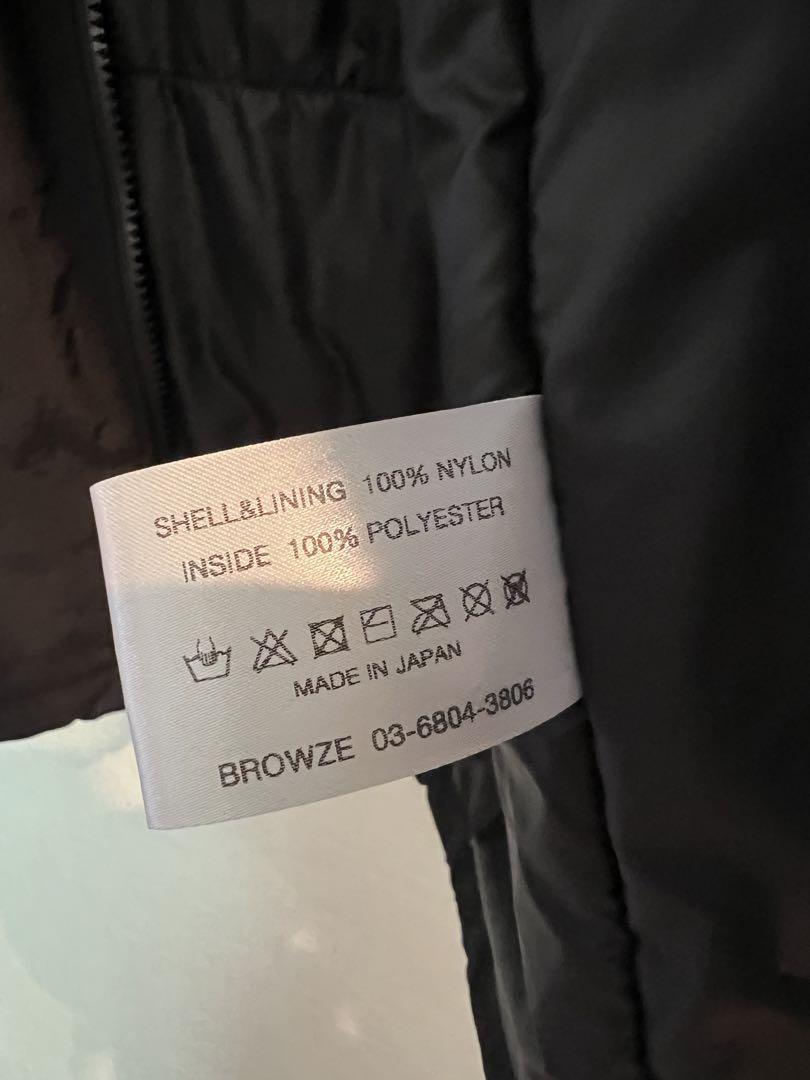 SHELL&LINING 100% NYLON
INSIDE 100% POLYESTER
MADE IN JAPAN
BROWZE 03-6804-3806